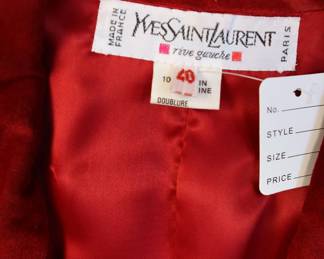 MADE IN
FRANCE
YVES SAINT LAURENT
rive gauche
PARIS
10
40
IN
INE
DOUBLURE
No.
STYLE
SIZE
PRICE